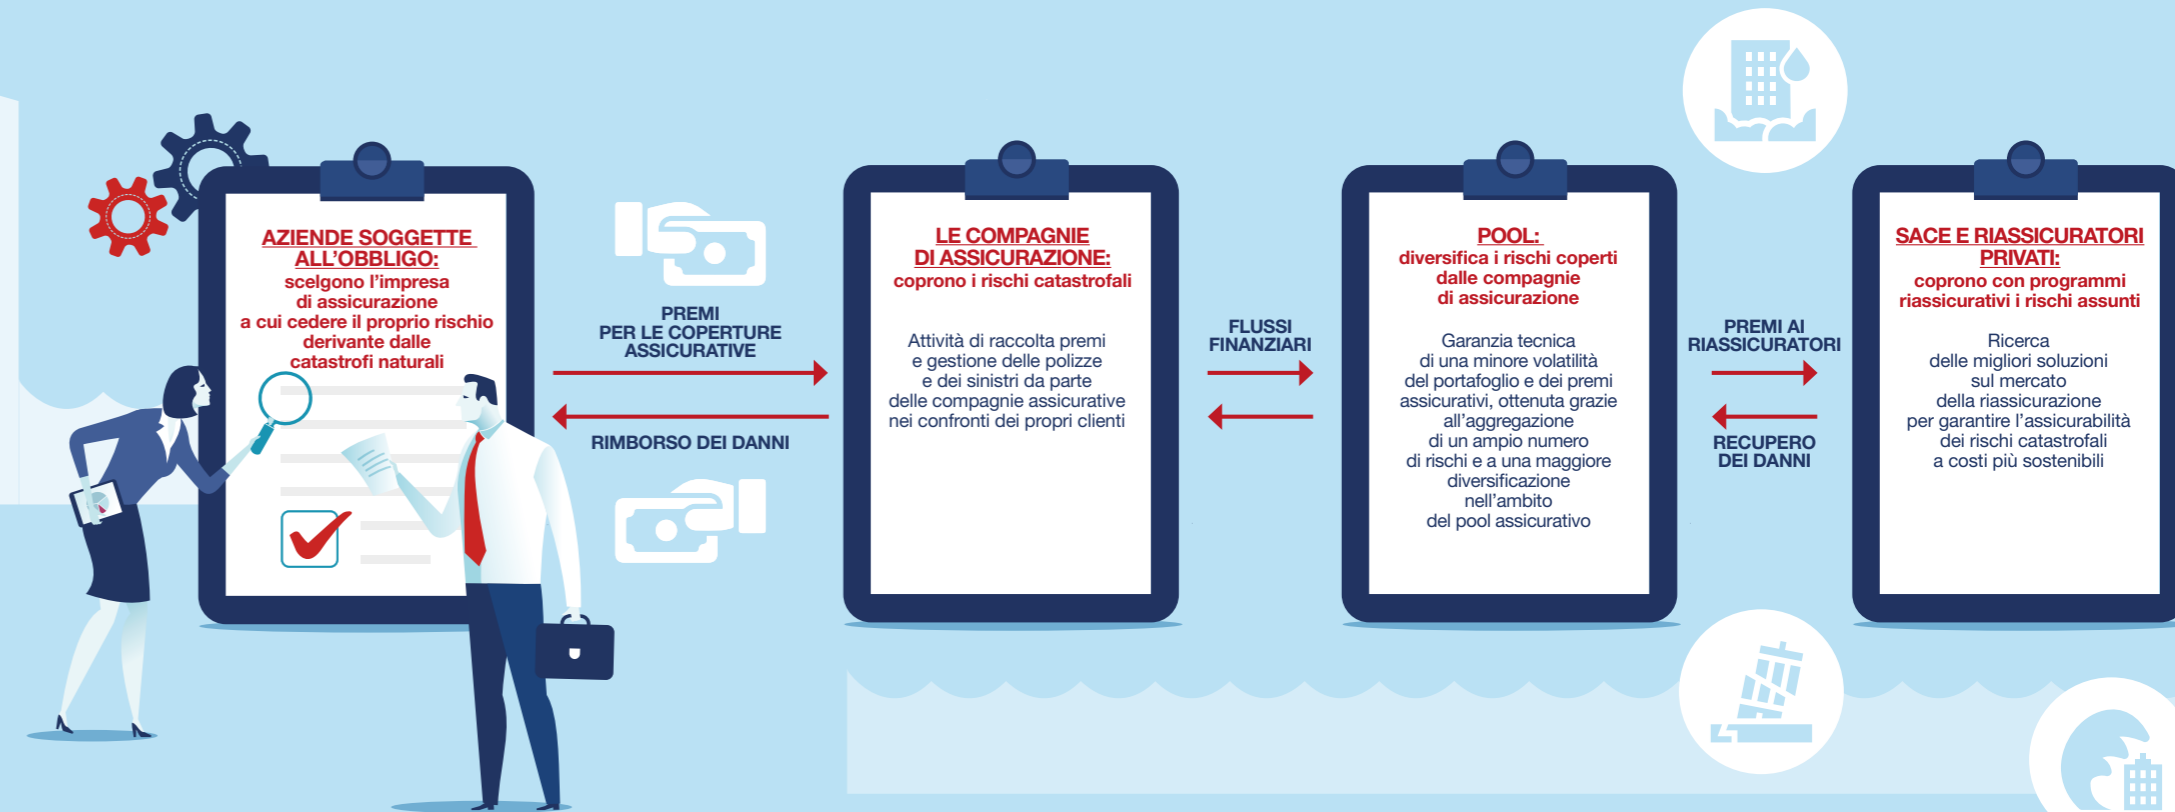 AZIENDE SOGGETTE
ALL'OBBLIGO:
scelgono l'impresa
di assicurazione
a cui cedere il proprio rischio
derivante dalle
catastrofi naturali
PREMI
PER LE COPERTURE
ASSICURATIVE
RIMBORSO DEI DANNI
LE COMPAGNIE
DI ASSICURAZIONE:
coprono i rischi catastrofali
Attività di raccolta premi
e gestione delle polizze
e dei sinistri da parte
delle compagnie assicurative
nei confronti dei propri clienti
FLUSSI
FINANZIARI
POOL:
diversifica i rischi coperti
dalle compagnie
di assicurazione
Garanzia tecnica
di una minore volatilità
del portafoglio e dei premi
assicurativi, ottenuta grazie
all'aggregazione
di un ampio numero
di rischi e a una maggiore
diversificazione
nell'ambito
del pool assicurativo
PREMI AI
RIASSICURATORI
RECUPERO
DEI DANNI
SACE E RIASSICURATORI
PRIVATI:
coprono con programmi
riassicurativi i rischi assunti
Ricerca
delle migliori soluzioni
sul mercato
della riassicurazione
per garantire l'assicurabilità
dei rischi catastrofali
a costi più sostenibili